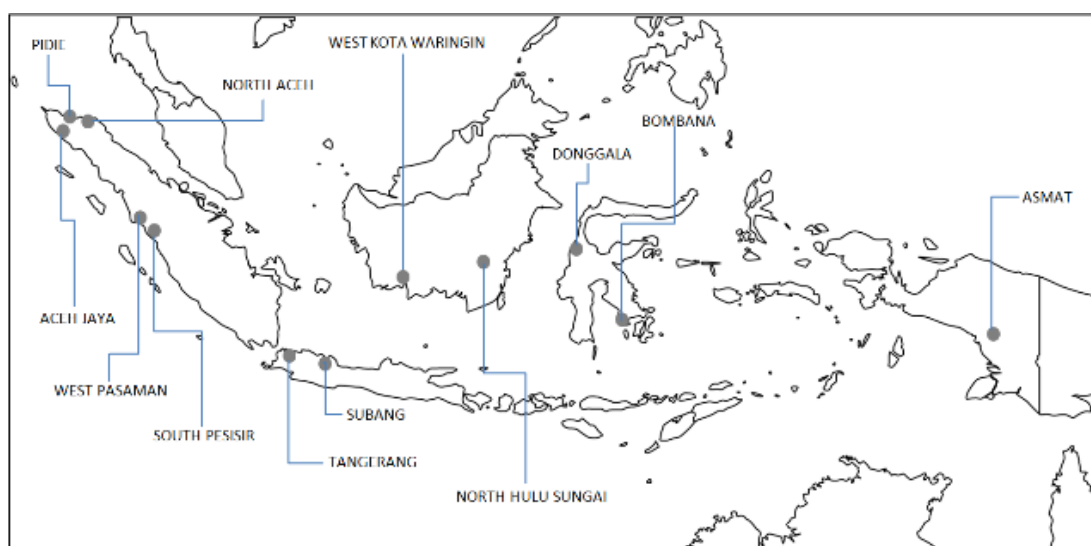 WEST KOTA WARINGIN
PIDIE
NORTH ACEH
BOMBANA
DONGGALA
ASMAT
ACEH JAYA
WEST PASAMAN
SUBANG
SOUTH PESISIR
TANGERANG
NORTH HULU SUNGAI